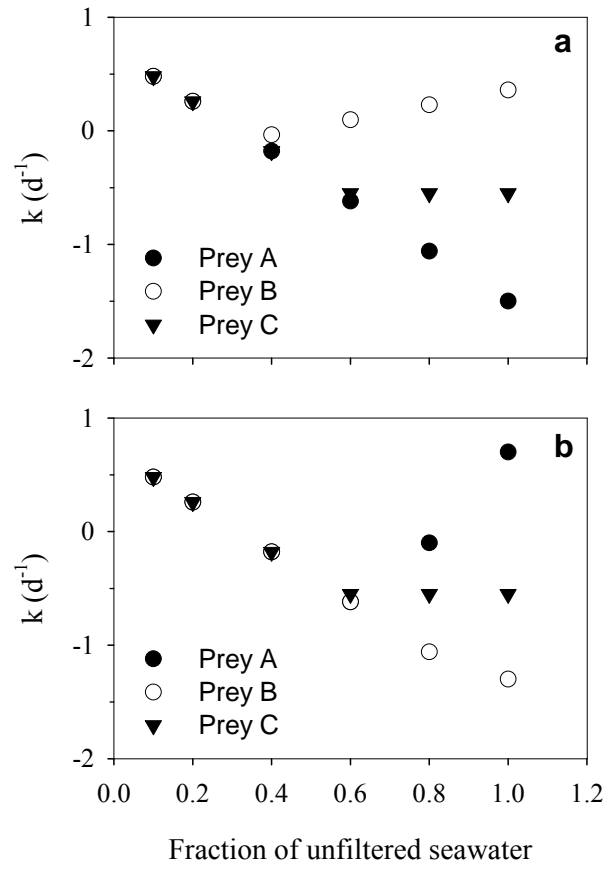 a
1
0
-1
-2
k (d⁻¹)
Prey A
Prey B
Prey C
b
1
0
-1
-2
k (d⁻¹)
Prey A
Prey B
Prey C
0.0 0.2 0.4 0.6 0.8 1.0 1.2
Fraction of unfiltered seawater